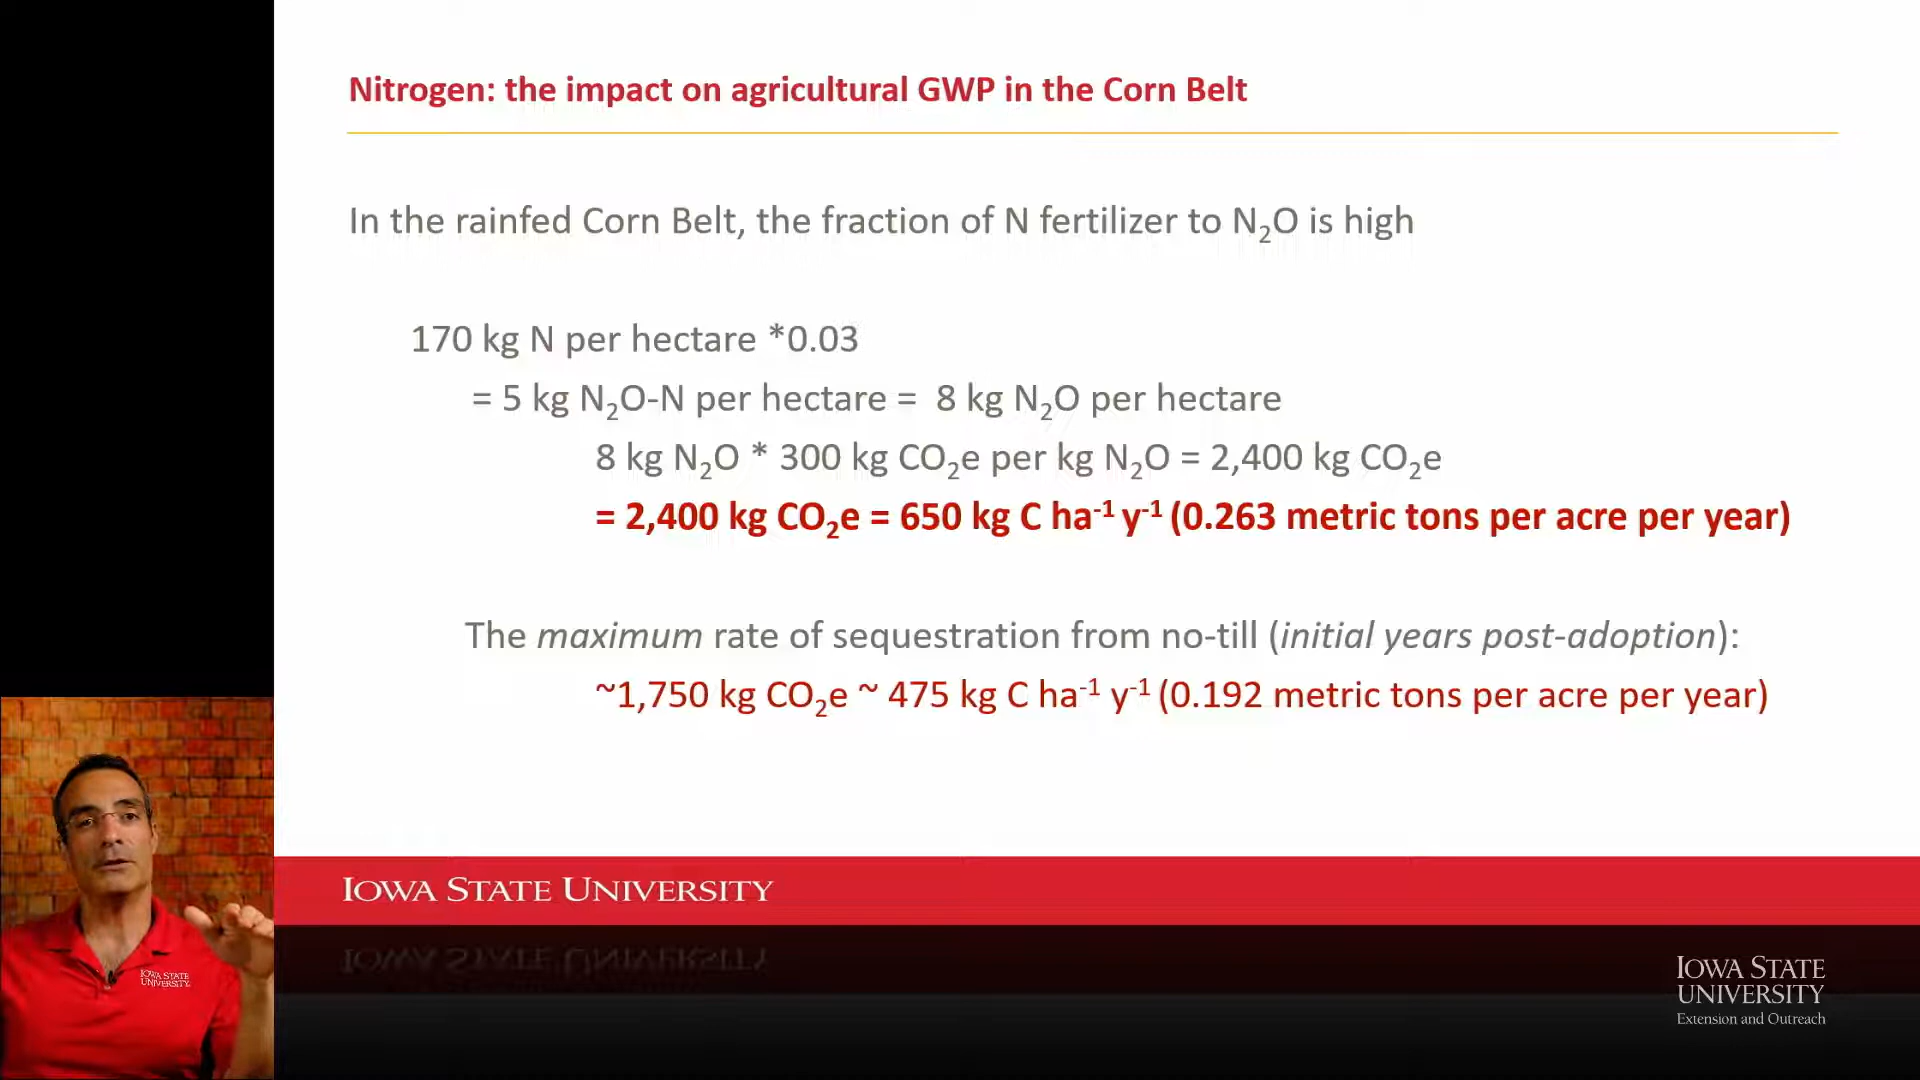 Nitrogen: the impact on agricultural GWP in the Corn Belt
In the rainfed Corn Belt, the fraction of N fertilizer to N₂O is high
170 kg N per hectare *0.03
= 5 kg N₂O-N per hectare = 8 kg N₂O per hectare
8 kg N₂O * 300 kg CO₂e per kg N₂O = 2,400 kg CO₂e
= 2,400 kg CO₂e = 650 kg C ha⁻¹ y⁻¹ (0.263 metric tons per acre per year)
The maximum rate of sequestration from no-till (initial years post-adoption):
~1,750 kg CO₂e ~ 475 kg C ha⁻¹ y⁻¹ (0.192 metric tons per acre per year)
IOWA STATE UNIVERSITY
IOWA STATE
UNIVERSITY
IOWA STATE
UNIVERSITY
Extension and Outreach